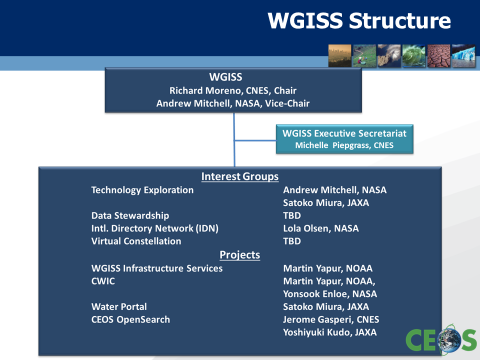 WGISS Structure
WGISS
Richard Moreno, CNES, Chair
Andrew Mitchell, NASA, Vice-Chair
WGISS Executive Secretariat
Michelle Piepgrass, CNES
Interest Groups
Technology Exploration Andrew Mitchell, NASA
Satoko Miura, JAXA
Data Stewardship TBD
Intl. Directory Network (IDN) Lola Olsen, NASA
Virtual Constellation TBD
Projects
WGISS Infrastructure Services Martin Yapur, NOAA
CWIC Martin Yapur, NOAA,
Yonsook Enloe, NASA
Water Portal Satoko Miura, JAXA
CEOS OpenSearch Jerome Gasperi, CNES
Yoshiyuki Kudo, JAXA
CEOS